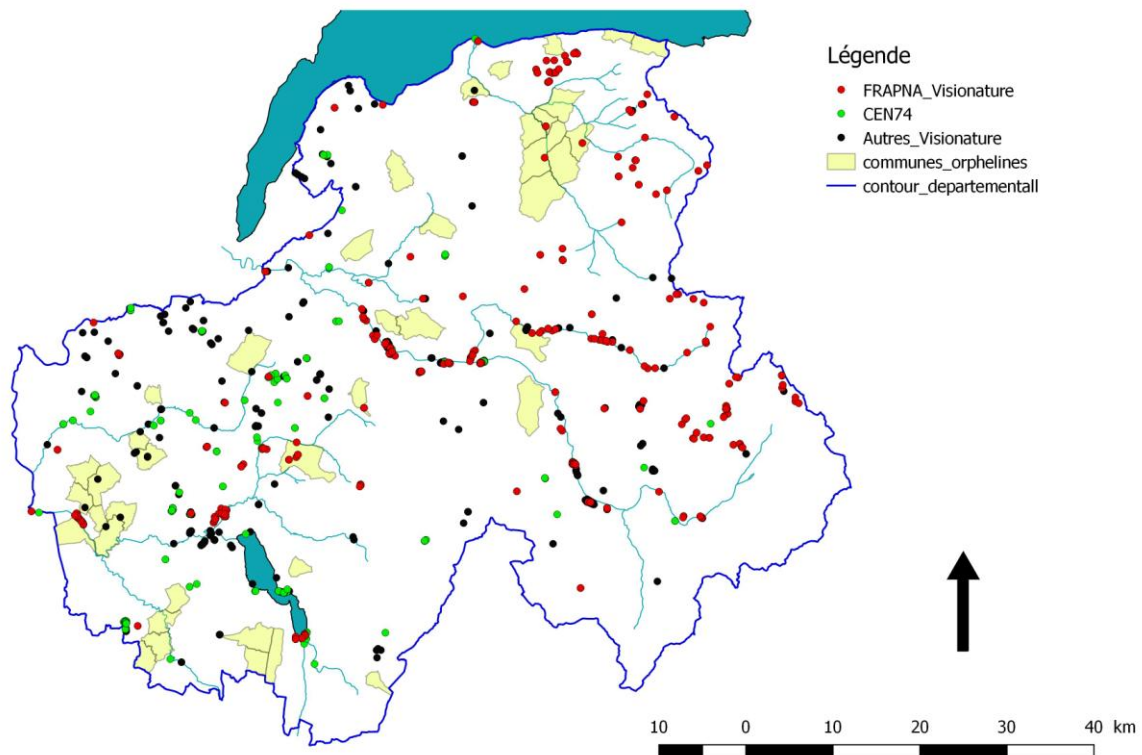 Légende
FRAPNA_Visionature
CEN74
Autres_Visionature
communes_orphelines
contour_departementall
10 0 10 20 30 40 km